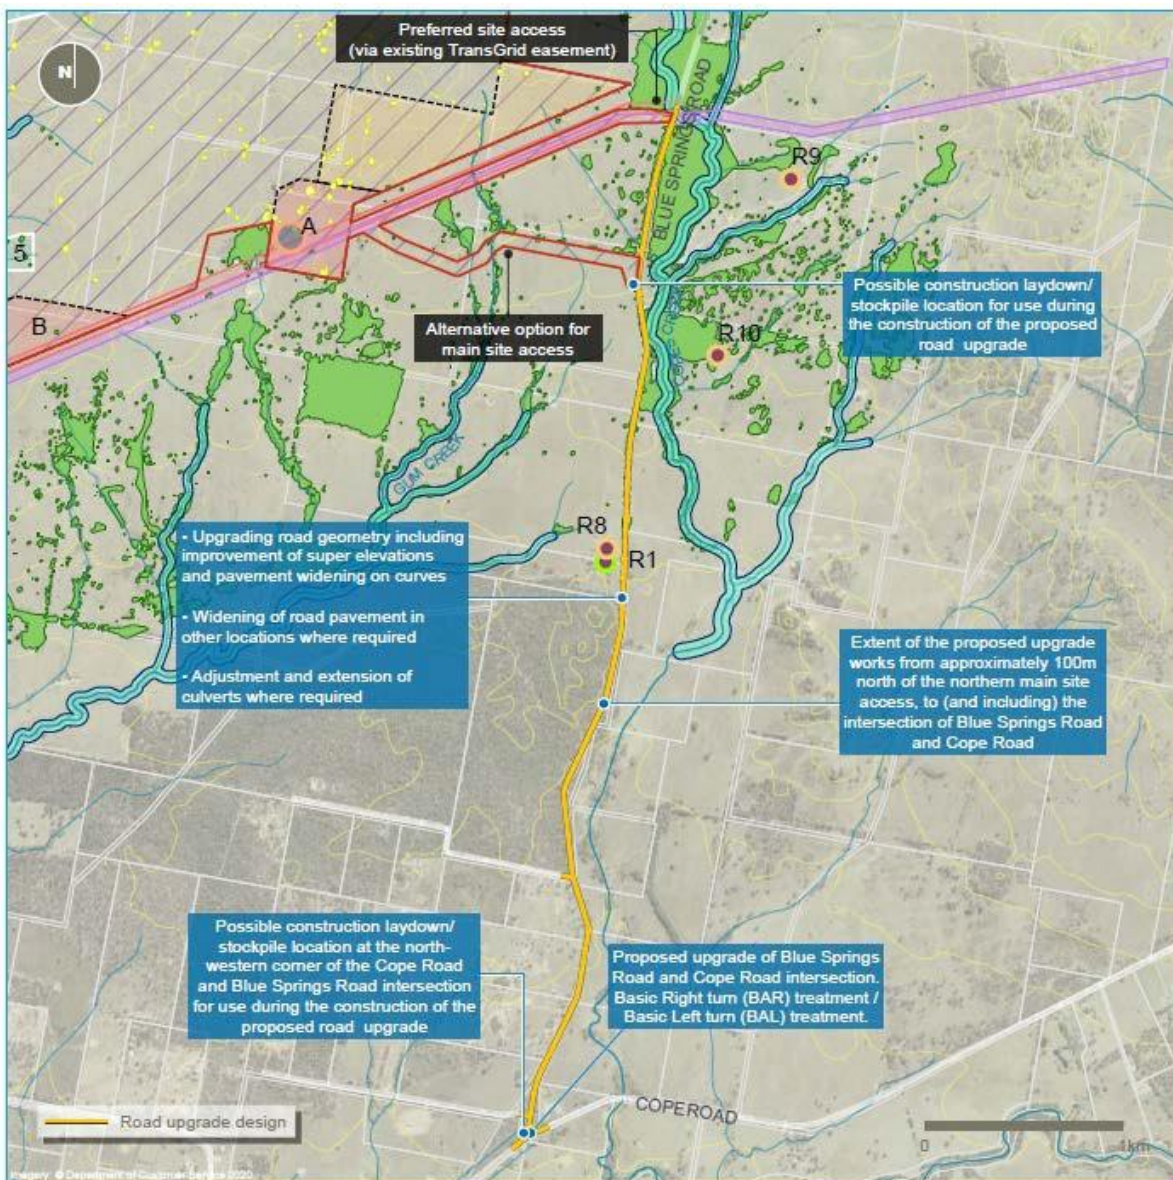 Preferred site access
(via existing TransGrid easement)
N
BLUE SPRINGS ROAD
R9
A
5
Possible construction laydown/
stockpile location for use during
the construction of the proposed
road upgrade
B
Alternative option for
main site access
R10
GUM CREEK
R8
R1
- Upgrading road geometry including
improvement of super elevations
and pavement widening on curves
- Widening of road pavement in
other locations where required
- Adjustment and extension of
culverts where required
Extent of the proposed upgrade
works from approximately 100m
north of the northern main site
access, to (and including) the
intersection of Blue Springs Road
and Cope Road
Possible construction laydown/
stockpile location at the north-
western corner of the Cope Road
and Blue Springs Road intersection
for use during the construction of the
proposed road upgrade
Proposed upgrade of Blue Springs
Road and Cope Road intersection.
Basic Right turn (BAR) treatment /
Basic Left turn (BAL) treatment.
COPE ROAD
Road upgrade design
0 1km
Imagery: © Department of Customer Service 2020